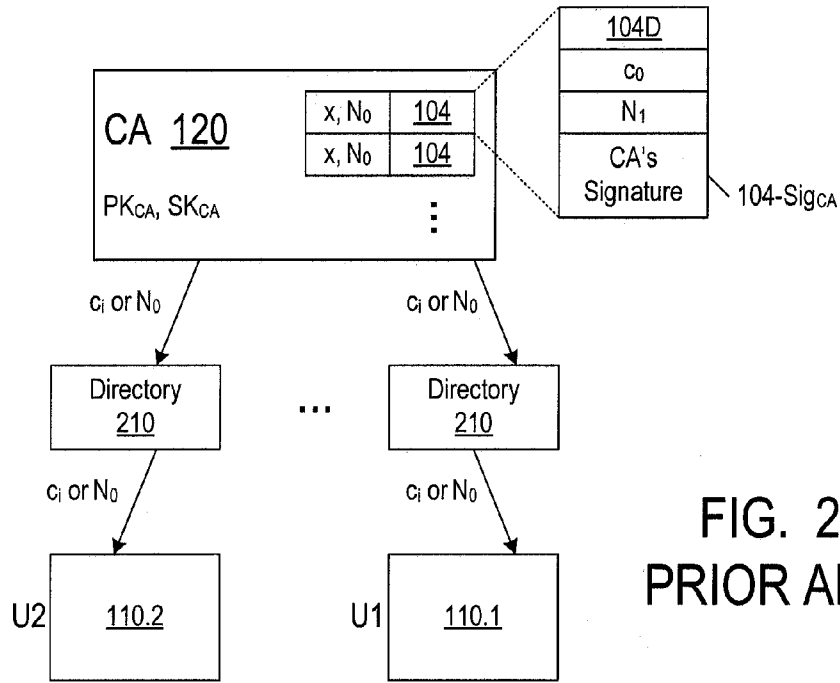 104D
c₀
N₁
CA's
Signature
104-SigCA
CA 120
x, N₀ 104
x, N₀ 104
PKCA, SKCA
cᵢ or N₀
cᵢ or N₀
Directory
210
...
Directory
210
cᵢ or N₀
cᵢ or N₀
U2
110.2
U1
110.1
FIG. 2
PRIOR A